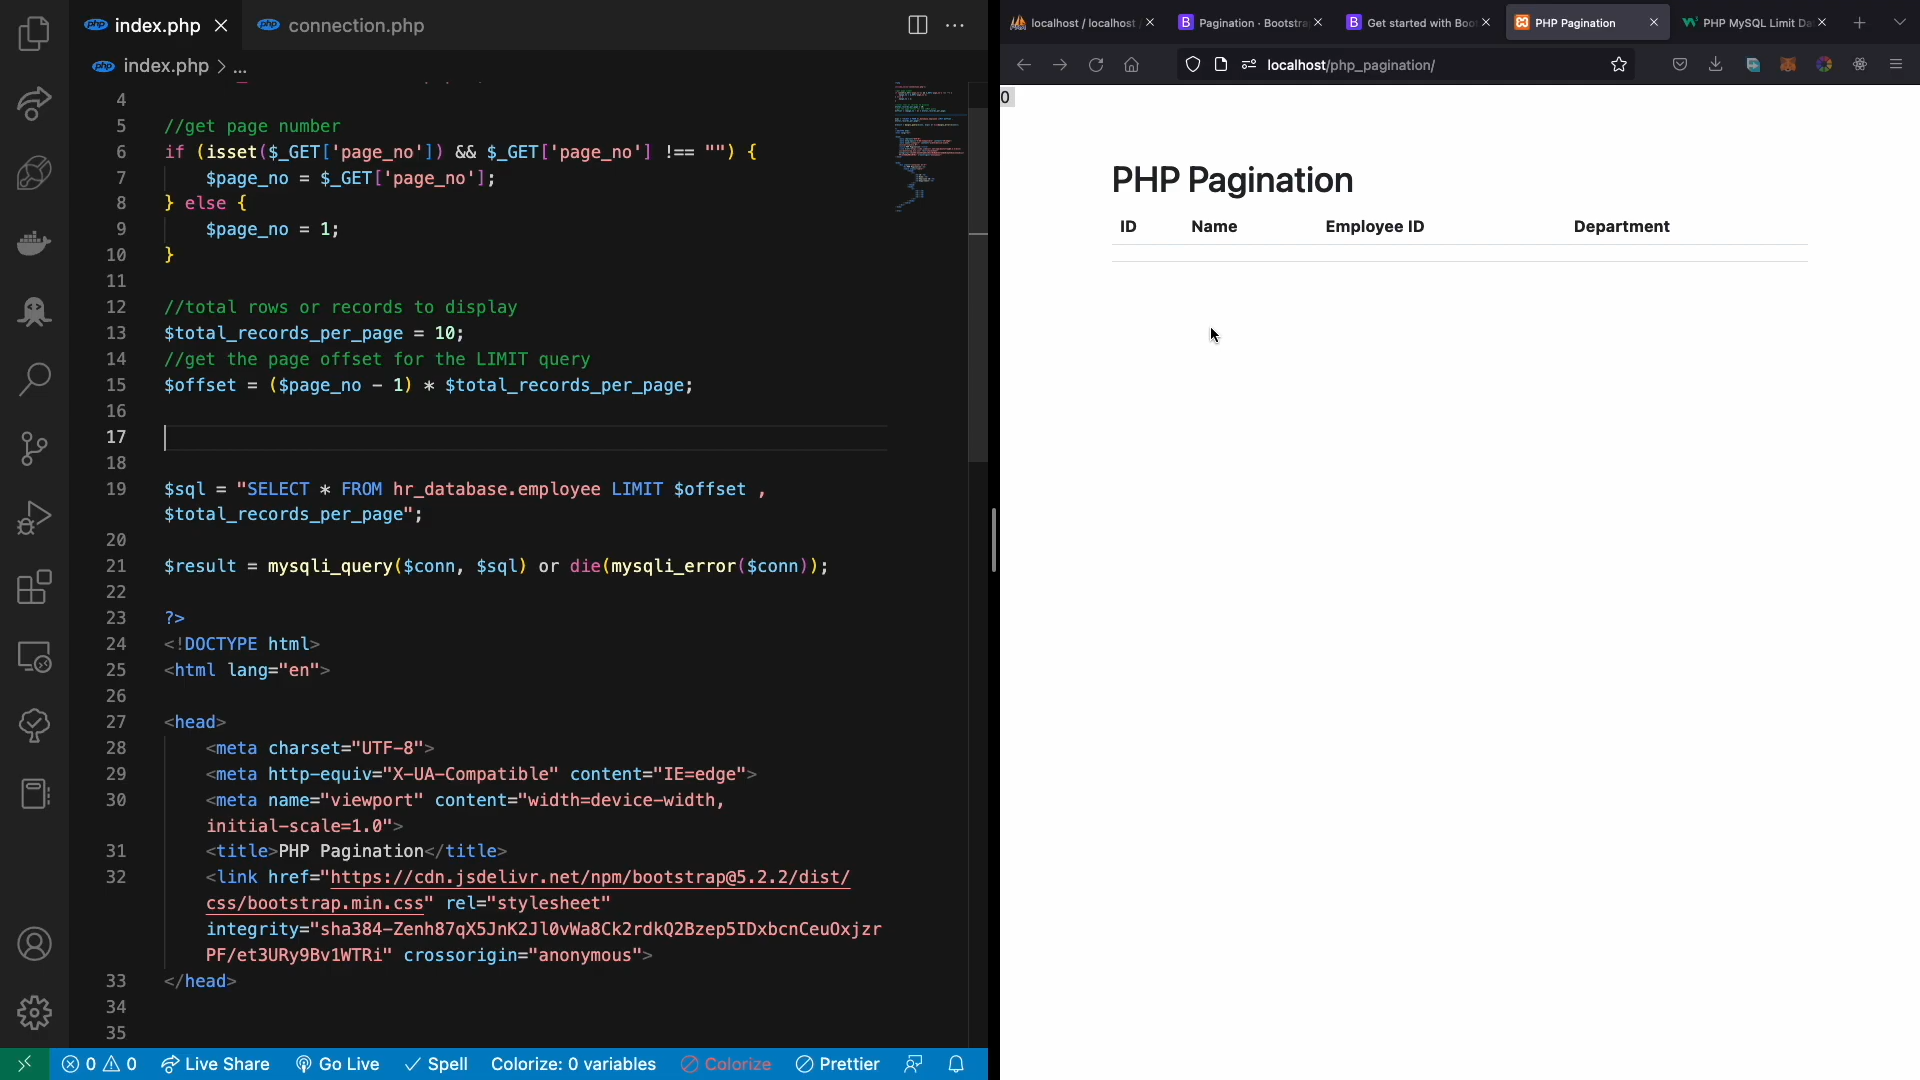 php index.php
php connection.php
php index.php > ...
4
5 //get page number
6 if (isset($_GET['page_no']) && $_GET['page_no'] !== "") {
7 $page_no = $_GET['page_no'];
8 } else {
9 $page_no = 1;
10 }
11
12 //total rows or records to display
13 $total_records_per_page = 10;
14 //get the page offset for the LIMIT query
15 $offset = ($page_no - 1) * $total_records_per_page;
16
17
18
19 $sql = "SELECT * FROM hr_database.employee LIMIT $offset ,
$total_records_per_page";
20
21 $result = mysqli_query($conn, $sql) or die(mysqli_error($conn));
22
23 ?>
24 <!DOCTYPE html>
25 <html lang="en">
26
27 <head>
28 <meta charset="UTF-8">
29 <meta http-equiv="X-UA-Compatible" content="IE=edge">
30 <meta name="viewport" content="width=device-width,
initial-scale=1.0">
31 <title>PHP Pagination</title>
32 <link href="https://cdn.jsdelivr.net/npm/bootstrap@5.2.2/dist/
css/bootstrap.min.css" rel="stylesheet"
integrity="sha384-Zenh87qX5JnK2Jl0vWa8Ck2rdkQ2Bzep5IDxbcnCeuOxjzr
PF/et3URy9Bv1WTRi" crossorigin="anonymous">
33 </head>
34
35
0 0 Live Share Go Live Spell Colorize: 0 variables Colorize Prettier
localhost / localhost
Pagination · Bootstra
Get started with Boot
PHP Pagination
PHP MySQL Limit Da
localhost/php_pagination/
0
PHP Pagination
ID Name Employee ID Department